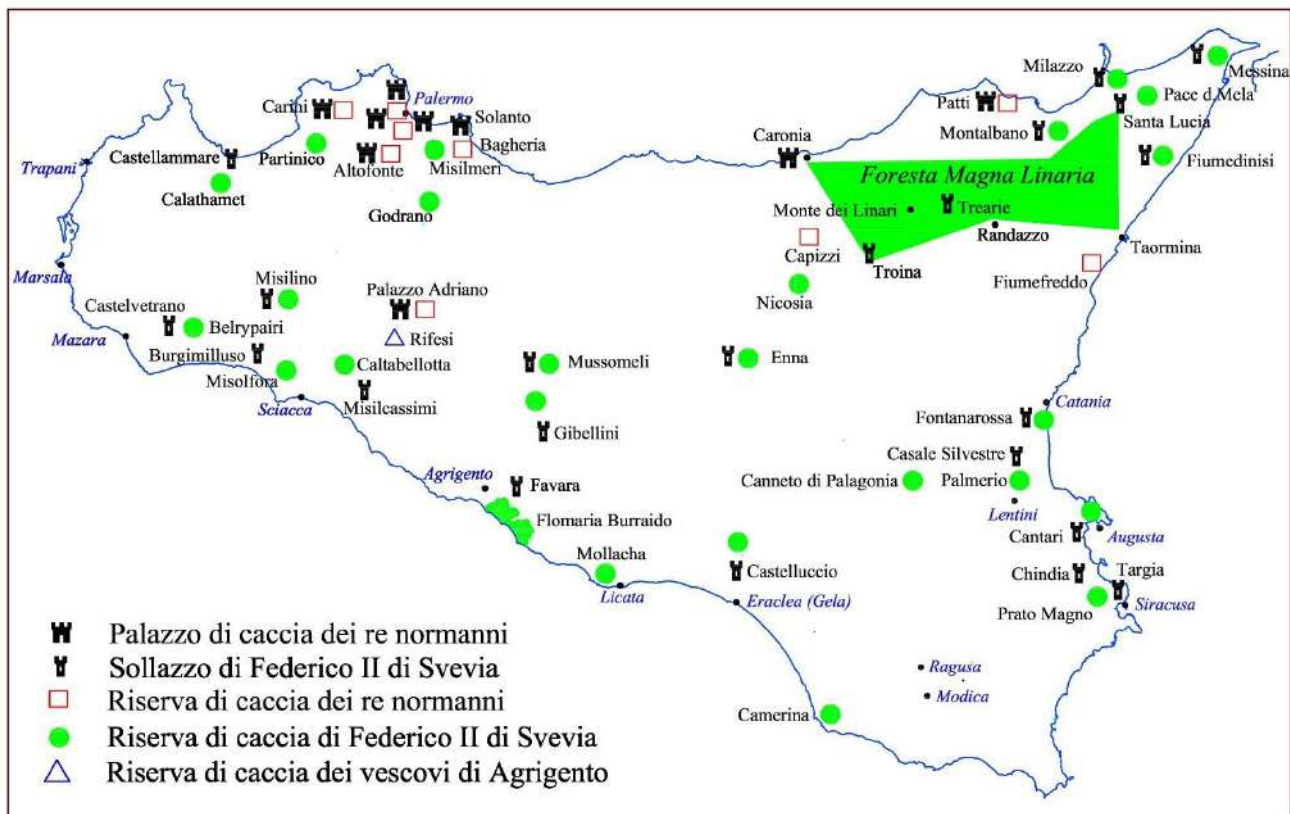 Milazzo
Messina
Carini
Palermo
Patti
Pace d Mela
Solanto
Montalbano
Santa Lucia
Castellammare
Partinico
Altofonte
Bagheria
Misilmeri
Caronia
Fiumedinisi
Trapani
Foresta Magna Linaria
Calathamet
Godrano
Monte dei Linari
Trearie
Randazzo
Taormina
Capizzi
Troina
Marsala
Fiumefreddo
Misilino
Palazzo Adriano
Nicosia
Castelvetrano
Belrypairi
Mazara
Rifesi
Burgimilluso
Caltabellotta
Mussomeli
Enna
Misolfora
Sciacca
Misilcassimi
Catania
Fontanarossa
Gibellini
Casale Silvestre
Agrigento
Favara
Canneto di Palagonia
Palmerio
Lentini
Flomaria Burraido
Cantari
Augusta
Mollacha
Castelluccio
Chindia
Targia
Licata
Eraclea (Gela)
Prato Magno
Siracusa
Ragusa
Modica
Camerina
Palazzo di caccia dei re normanni
Sollazzo di Federico II di Svevia
Riserva di caccia dei re normanni
Riserva di caccia di Federico II di Svevia
Riserva di caccia dei vescovi di Agrigento